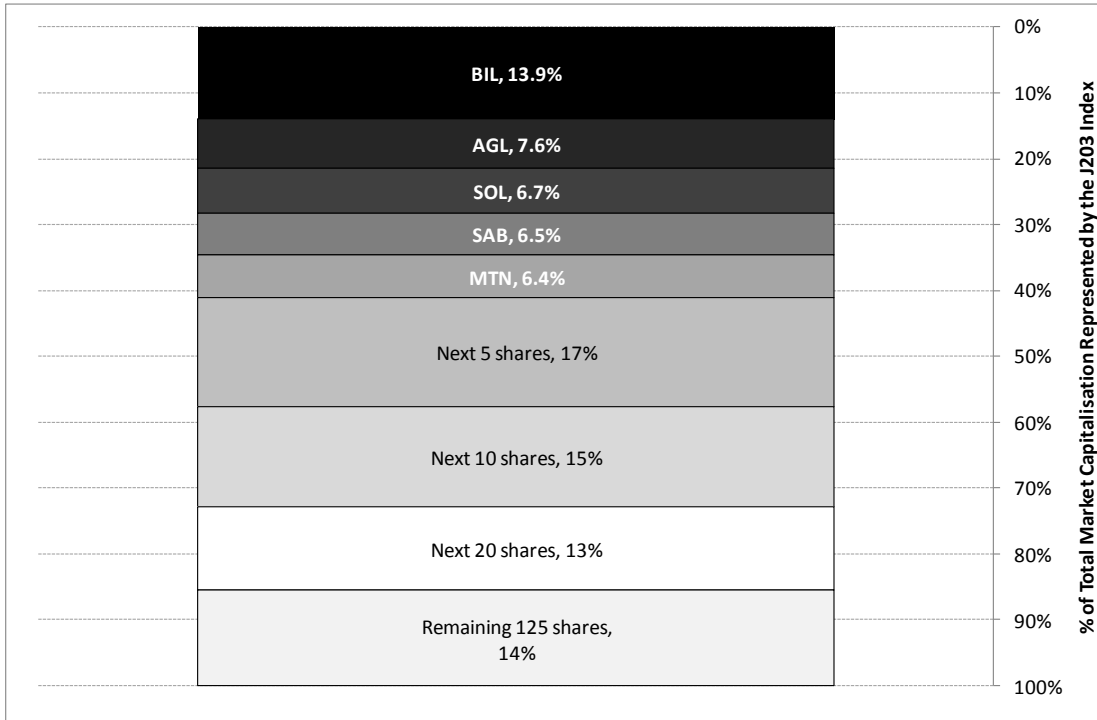 0%
BIL, 13.9%
10%
AGL, 7.6%
20%
SOL, 6.7%
30%
SAB, 6.5%
MTN, 6.4%
40%
Next 5 shares, 17%
50%
60%
Next 10 shares, 15%
70%
Next 20 shares, 13%
80%
90%
Remaining 125 shares,
14%
100%
% of Total Market Capitalisation Represented by the J203 Index